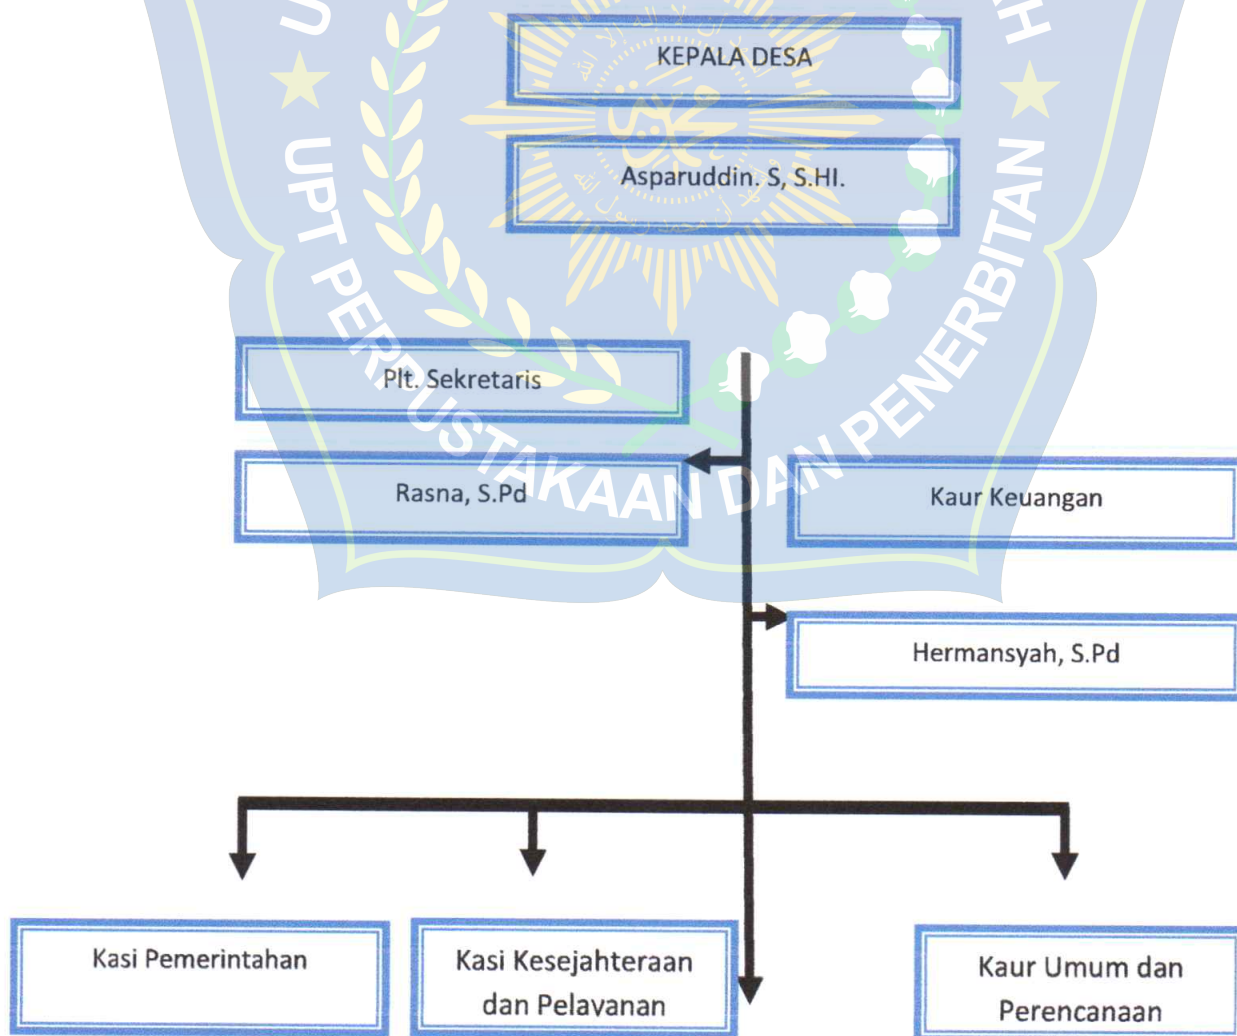 KEPALA DESA
Asparuddin. S, S.HI.
Plt. Sekretaris
Rasna, S.Pd
Kaur Keuangan
Hermansyah, S.Pd
Kasi Pemerintahan
Kasi Kesejahteraan
dan Pelayanan
Kaur Umum dan
Perencanaan
UPT PERPUSTAKAAN DAN PENERBITAN
محمد